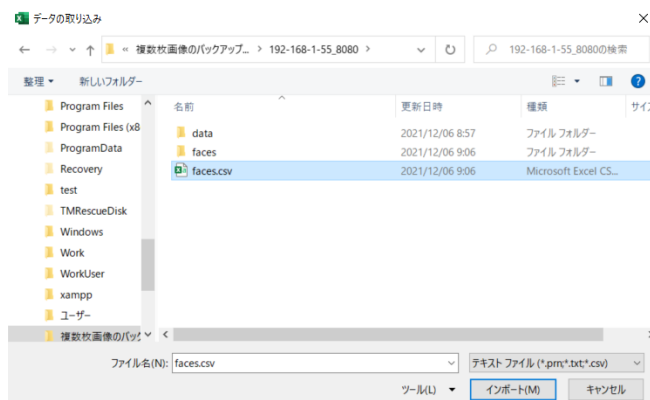 データの取り込み
« 複数枚画像のバックアップ... > 192-168-1-55_8080 >
192-168-1-55_8080の検索
整理
新しいフォルダー
Program Files
Program Files (x8
ProgramData
Recovery
test
TMRescueDisk
Windows
Work
WorkUser
xampp
ユーザー
複数枚画像のバック
名前 更新日時 種類 サイズ
data 2021/12/06 8:57 ファイル フォルダー
faces 2021/12/06 9:06 ファイル フォルダー
faces.csv 2021/12/06 9:06 Microsoft Excel CS...
ファイル名(N): faces.csv
テキスト ファイル (*.prn;*.txt;*.csv)
ツール(L)
インポート(M)
キャンセル